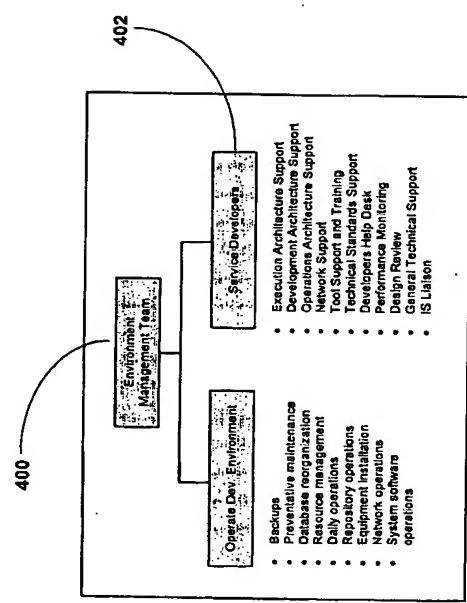 400
402
Environment
Management Team
Operate Dev. Environment
Service Developers
• Backups
• Preventative maintenance
• Database reorganization
• Resource management
• Daily operations
• Repository operations
• Equipment installation
• Network operations
• System software
operations
• Execution Architecture Support
• Development Architecture Support
• Operations Architecture Support
• Network Support
• Tool Support and Training
• Technical Standards Support
• Developers Help Desk
• Performance Monitoring
• Design Review
• General Technical Support
• IS Liaison